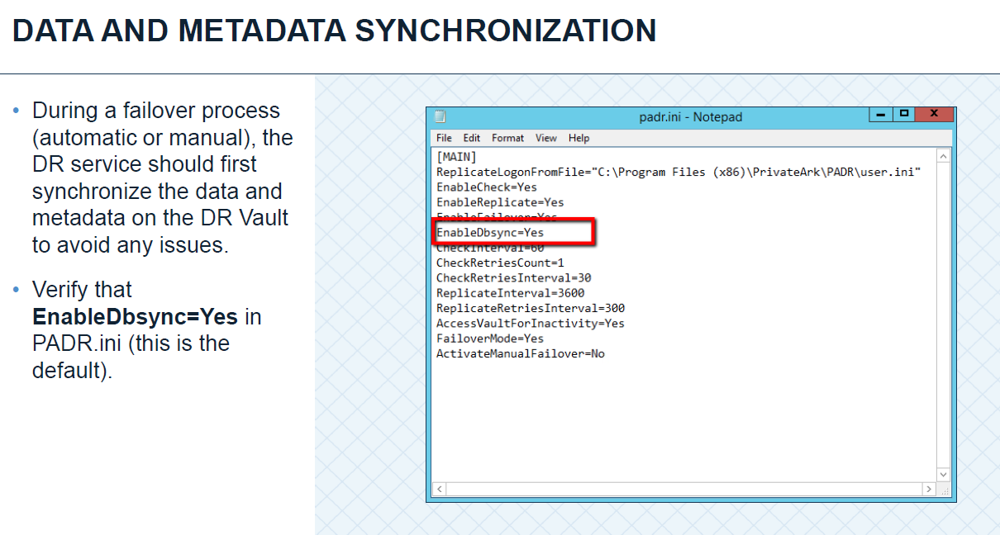 DATA AND METADATA SYNCHRONIZATION
• During a failover process
(automatic or manual), the
DR service should first
synchronize the data and
metadata on the DR Vault
to avoid any issues.
• Verify that
EnableDbsync=Yes in
PADR.ini (this is the
default).
padr.ini - Notepad
File Edit Format View Help
[MAIN]
ReplicateLogonFromFile="C:\Program Files (x86)\PrivateArk\PADR\user.ini"
EnableCheck=Yes
EnableReplicate=Yes
EnableFailover=Yes
EnableDbsync=Yes
CheckInterval=60
CheckRetriesCount=1
CheckRetriesInterval=30
ReplicateInterval=3600
ReplicateRetriesInterval=300
AccessVaultForInactivity=Yes
FailoverMode=Yes
ActivateManualFailover=No